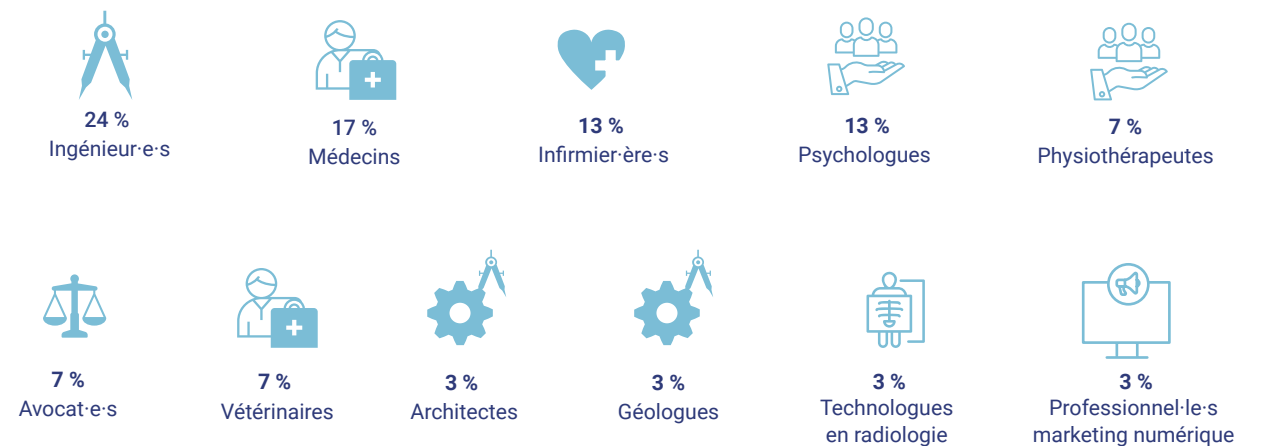 24 %
Ingénieur·e·s
17 %
Médecins
13 %
Infirmier·ère·s
13 %
Psychologues
7 %
Physiothérapeutes
7 %
Avocat·e·s
7 %
Vétérinaires
3 %
Architectes
3 %
Géologues
3 %
Technologues
en radiologie
3 %
Professionnel·le·s
marketing numérique